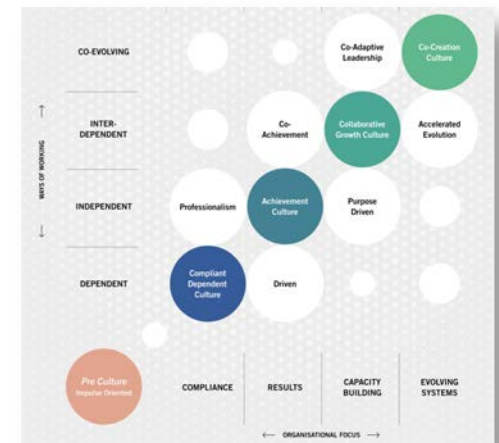 CO-EVOLVING
Co-Adaptive
Leadership
Co-Creation
Culture
INTER-
DEPENDENT
Co-
Achievement
Collaborative
Growth Culture
Accelerated
Evolution
WAYS OF WORKING
INDEPENDENT
Professionalism
Achievement
Culture
Purpose
Driven
DEPENDENT
Compliant
Dependent
Culture
Driven
Pre Culture
Impulse Oriented
COMPLIANCE
RESULTS
CAPACITY
BUILDING
EVOLVING
SYSTEMS
ORGANISATIONAL FOCUS